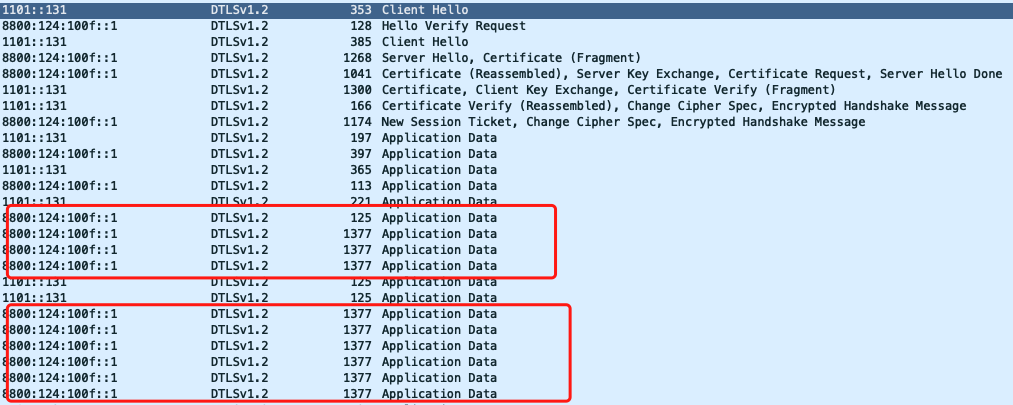 1101::131 DTLSv1.2 353 Client Hello
8800:124:100f::1 DTLSv1.2 128 Hello Verify Request
1101::131 DTLSv1.2 385 Client Hello
8800:124:100f::1 DTLSv1.2 1268 Server Hello, Certificate (Fragment)
8800:124:100f::1 DTLSv1.2 1041 Certificate (Reassembled), Server Key Exchange, Certificate Request, Server Hello Done
1101::131 DTLSv1.2 1300 Certificate, Client Key Exchange, Certificate Verify (Fragment)
1101::131 DTLSv1.2 166 Certificate Verify (Reassembled), Change Cipher Spec, Encrypted Handshake Message
8800:124:100f::1 DTLSv1.2 1174 New Session Ticket, Change Cipher Spec, Encrypted Handshake Message
1101::131 DTLSv1.2 197 Application Data
8800:124:100f::1 DTLSv1.2 397 Application Data
1101::131 DTLSv1.2 365 Application Data
8800:124:100f::1 DTLSv1.2 113 Application Data
1101::131 DTLSv1.2 221 Application Data
8800:124:100f::1 DTLSv1.2 125 Application Data
8800:124:100f::1 DTLSv1.2 1377 Application Data
8800:124:100f::1 DTLSv1.2 1377 Application Data
8800:124:100f::1 DTLSv1.2 1377 Application Data
1101::131 DTLSv1.2 125 Application Data
1101::131 DTLSv1.2 125 Application Data
8800:124:100f::1 DTLSv1.2 1377 Application Data
8800:124:100f::1 DTLSv1.2 1377 Application Data
8800:124:100f::1 DTLSv1.2 1377 Application Data
8800:124:100f::1 DTLSv1.2 1377 Application Data
8800:124:100f::1 DTLSv1.2 1377 Application Data
8800:124:100f::1 DTLSv1.2 1377 Application Data